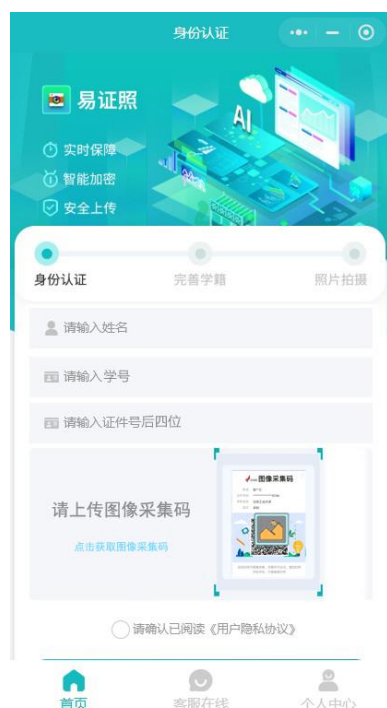 身份认证
易证照
AI
实时保障
智能加密
安全上传
身份认证
完善学籍
照片拍摄
请输入姓名
请输入学号
请输入证件号后四位
请上传图像采集码
点击获取图像采集码
图像采集码
请确认已阅读《用户隐私协议》
首页
客服在线
个人中心